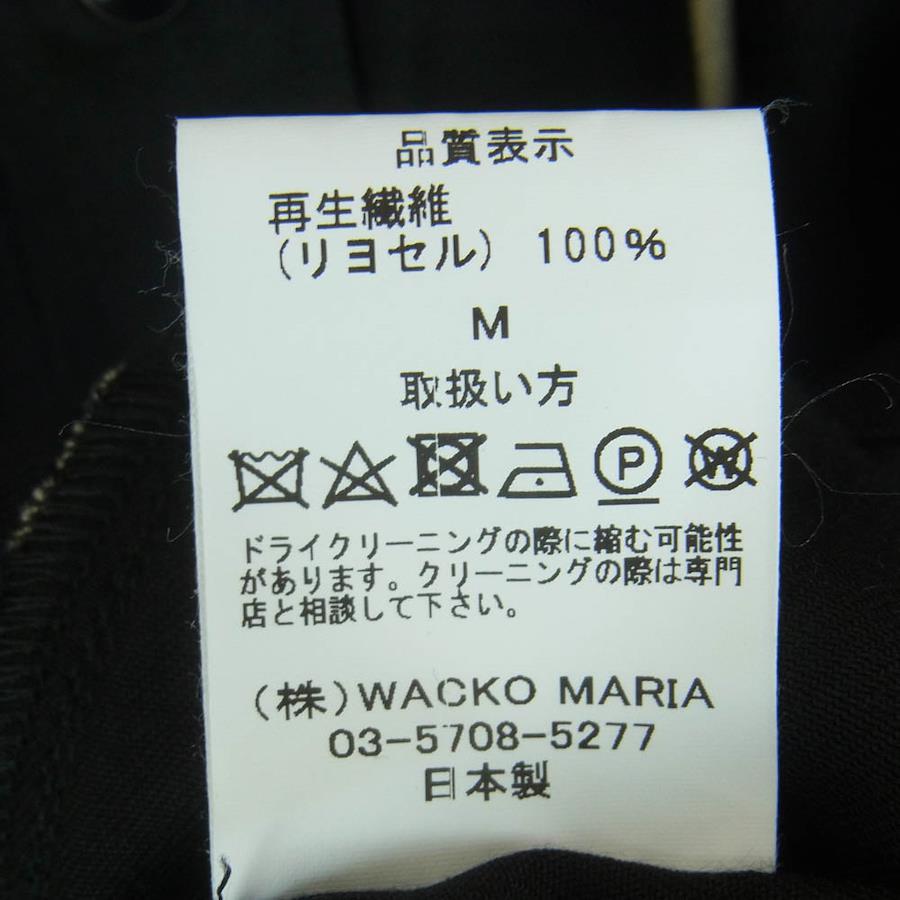 品質表示
再生繊維
(リヨセル) 100%
M
取扱い方
P W
ドライクリーニングの際に縮む可能性
があります。クリーニングの際は専門
店と相談して下さい。
(株)WACKO MARIA
03-5708-5277
日本製